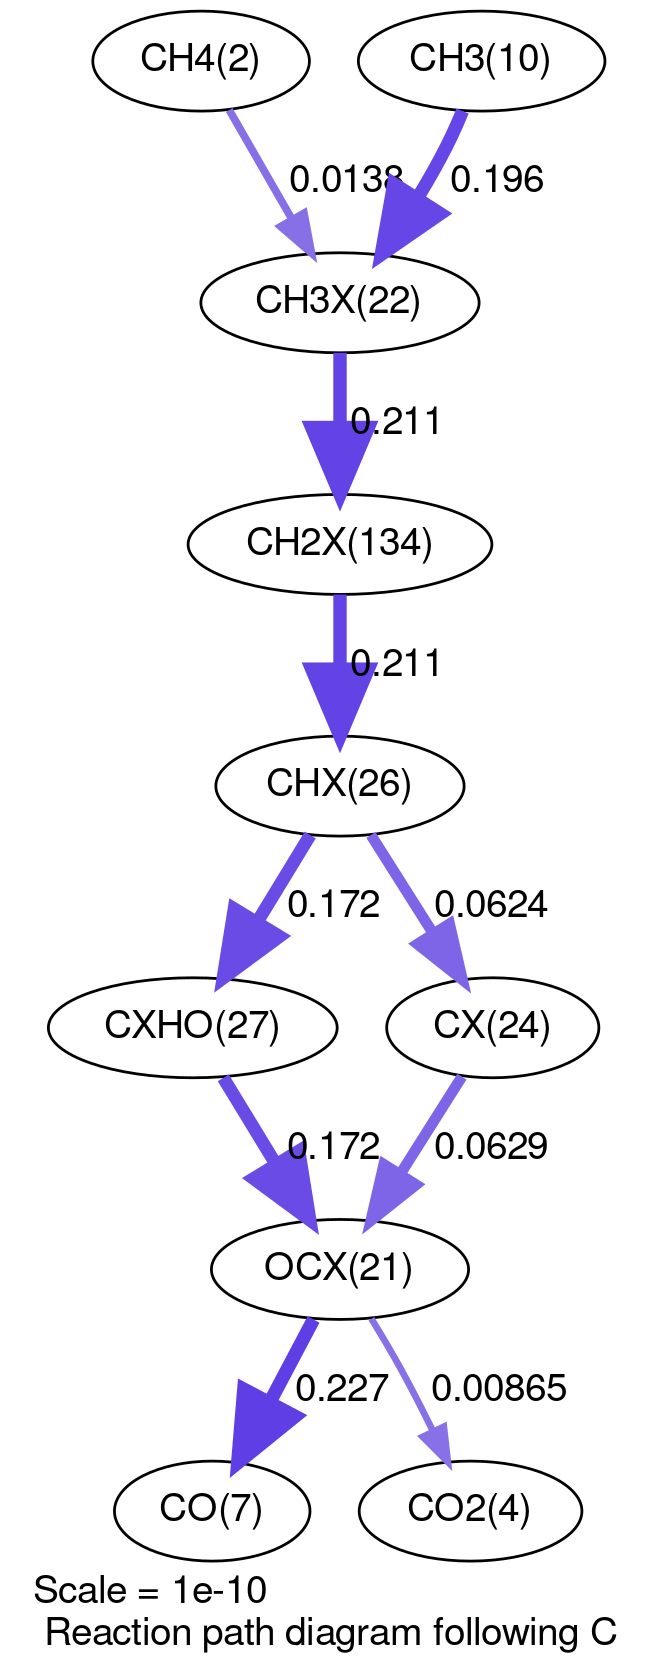 CH4(2)
CH3(10)
0.0138
0.196
CH3X(22)
0.211
CH2X(134)
0.211
CHX(26)
0.172
0.0624
CXHO(27)
CX(24)
0.172
0.0629
OCX(21)
0.227
0.00865
CO(7)
CO2(4)
Scale = 1e-10
Reaction path diagram following C